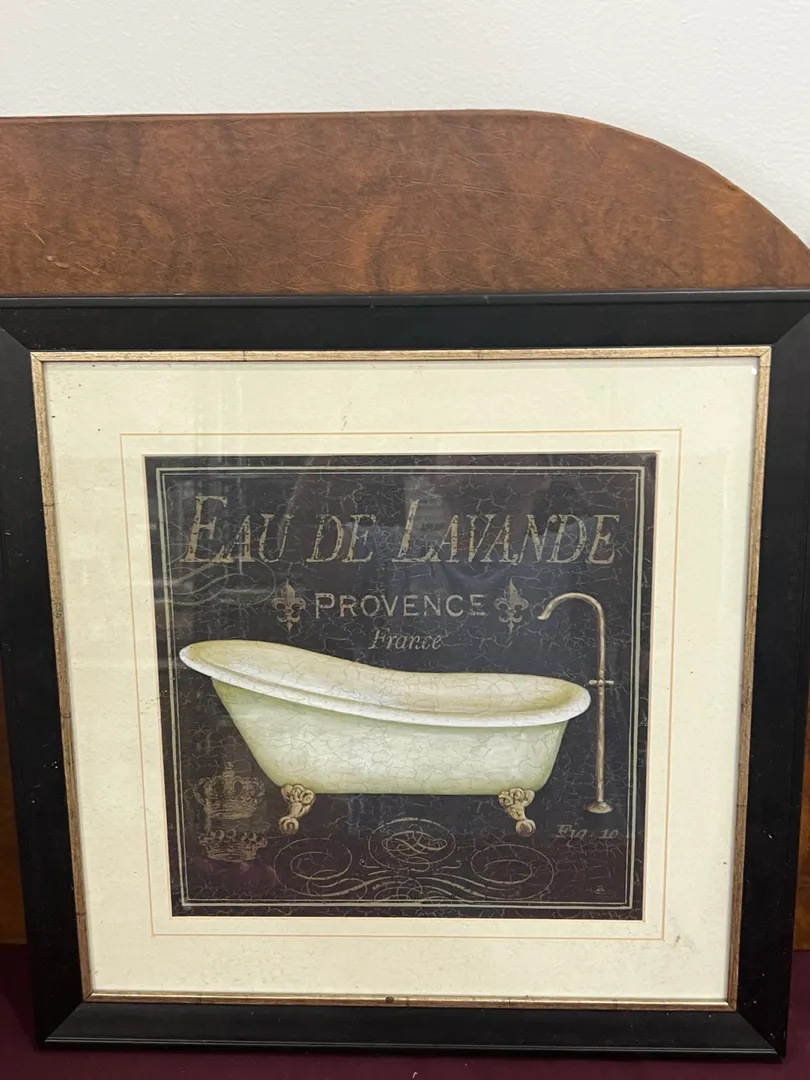 EAU DE LAVANDE
PROVENCE
France
Fig. 10